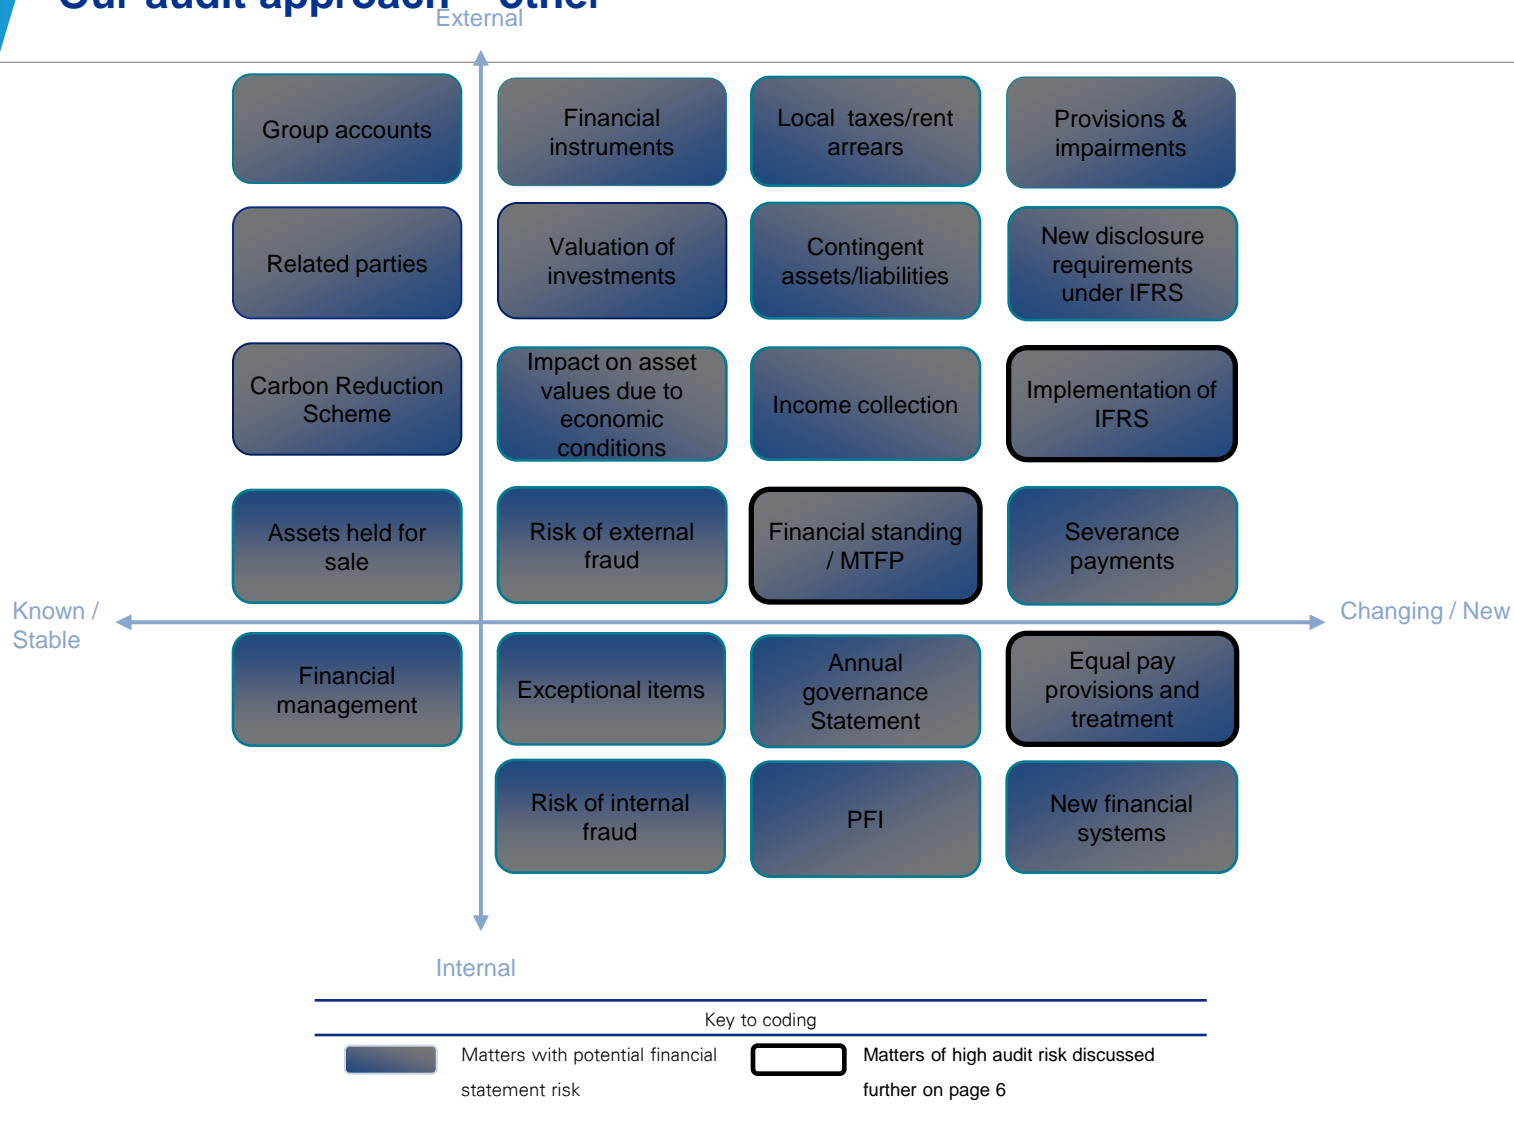 Our audit approach – other
External
Group accounts
Financial
instruments
Local taxes/rent
arrears
Provisions &
impairments
Related parties
Valuation of
investments
Contingent
assets/liabilities
New disclosure
requirements
under IFRS
Carbon Reduction
Scheme
Impact on asset
values due to
economic
conditions
Income collection
Implementation of
IFRS
Assets held for
sale
Risk of external
fraud
Financial standing
/ MTFP
Severance
payments
Known /
Stable
Changing / New
Financial
management
Exceptional items
Annual
governance
Statement
Equal pay
provisions and
treatment
Risk of internal
fraud
PFI
New financial
systems
Internal
Key to coding
Matters with potential financial
statement risk
Matters of high audit risk discussed
further on page 6